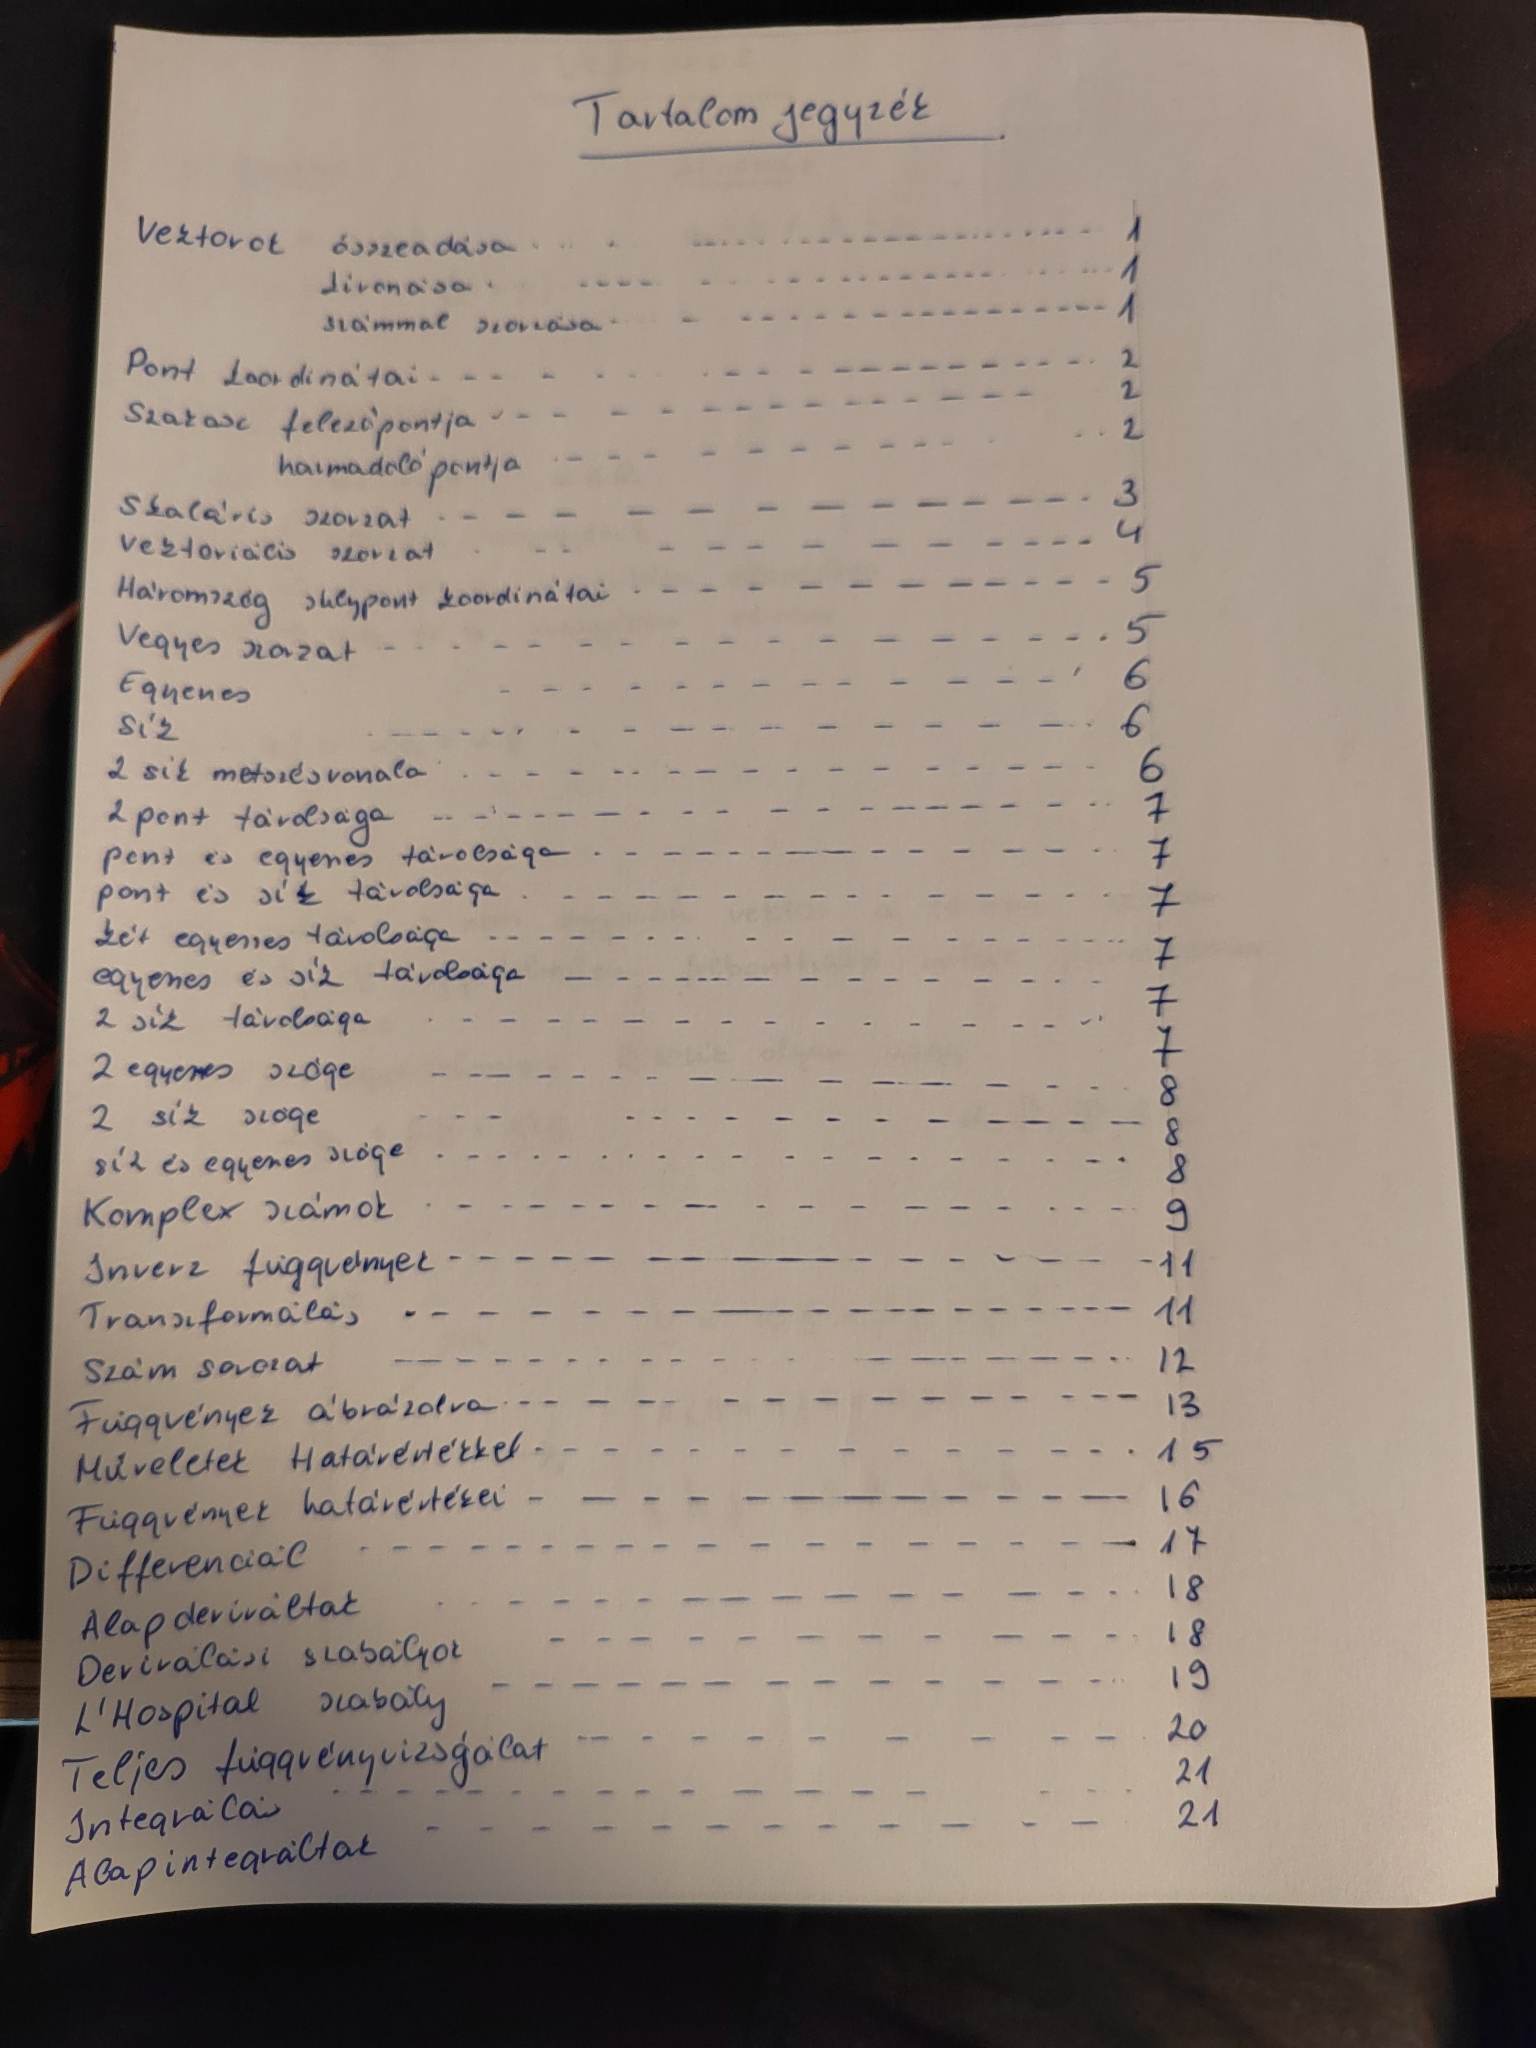 Tartalom jegyzék
Vektorok összeadása 1
kivonása 1
számmal szorzása 1
Pont koordinátái 2
Szakasz felezőpontja 2
harmadolópontja 2
Skaláris szorzat 3
Vektoriális szorzat 4
Háromszög súlypont koordinátái 5
Vegyes szorzat 5
Egyenes 6
Sík 6
2 sík metszésvonala 6
2 pont távolsága 7
pont és egyenes távolsága 7
pont és sík távolsága 7
két egyenes távolsága 7
egyenes és sík távolsága 7
2 sík távolsága 7
2 egyenes szöge 8
2 sík szöge 8
sík és egyenes szöge 8
Komplex számok 9
Inverz függvények 11
Transzformálás 11
Szám sorozat 12
Függvények ábrázolva 13
Műveletek Határértékkel 15
Függvények határértékei 16
Differenciál 17
Alap deriváltak 18
Deriválási szabályok 18
L'Hospital szabály 19
Teljes függvényvizsgálat 20
Integrálás 21
Alapintegráltak 21